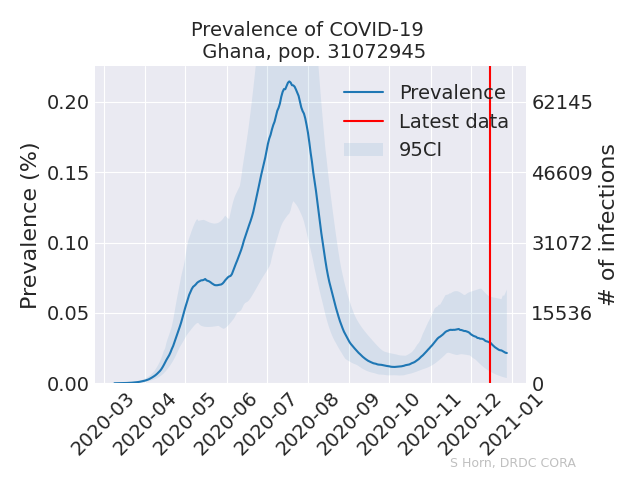 Prevalence of COVID-19
Ghana, pop. 31072945
Prevalence (%)
0.20
0.15
0.10
0.05
0.00
Prevalence
Latest data
95CI
62145
46609
31072
15536
0
# of infections
2020-03
2020-04
2020-05
2020-06
2020-07
2020-08
2020-09
2020-10
2020-11
2020-12
2021-01
S Horn, DRDC CORA